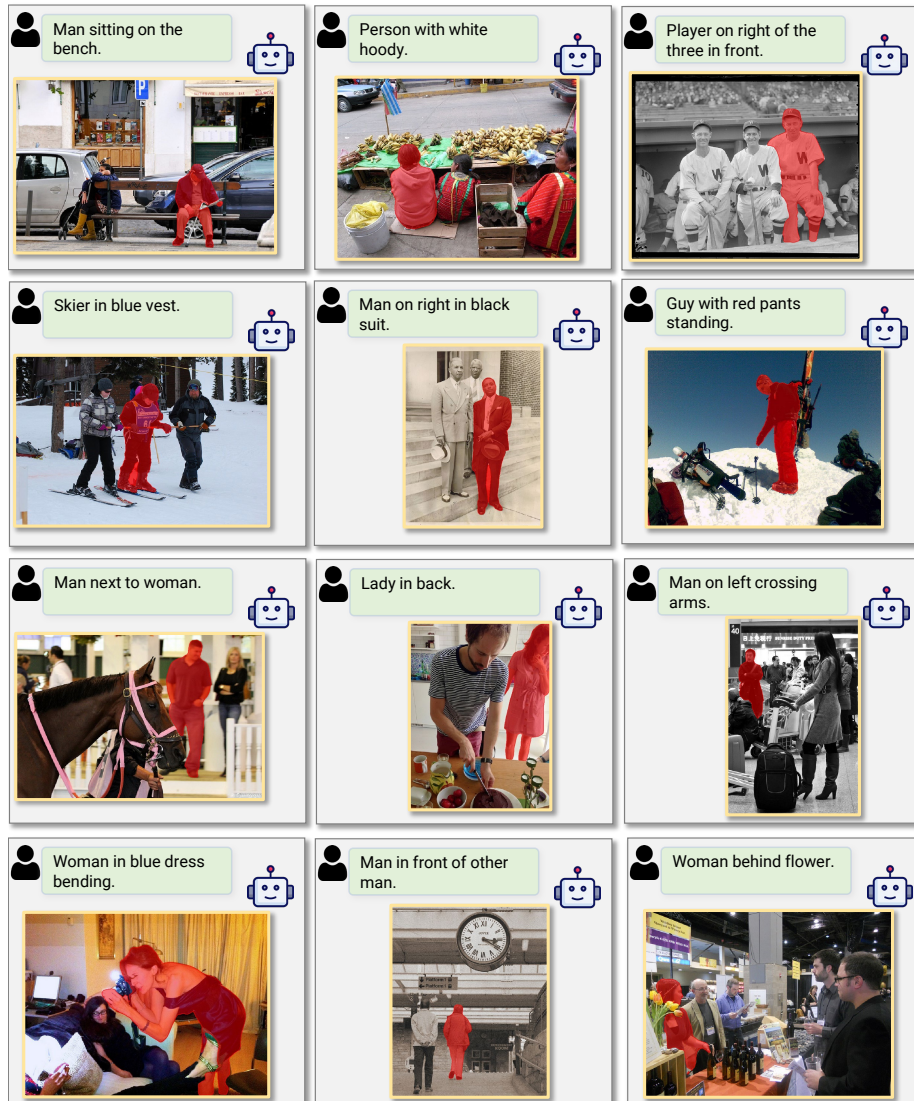 Man sitting on the
bench.
Person with white
hoody.
Player on right of the
three in front.
P
W
W
W
Skier in blue vest.
Man on right in black
suit.
Guy with red pants
standing.
Man next to woman.
Lady in back.
Man on left crossing
arms.
40
Woman in blue dress
bending.
Man in front of other
man.
Woman behind flower.